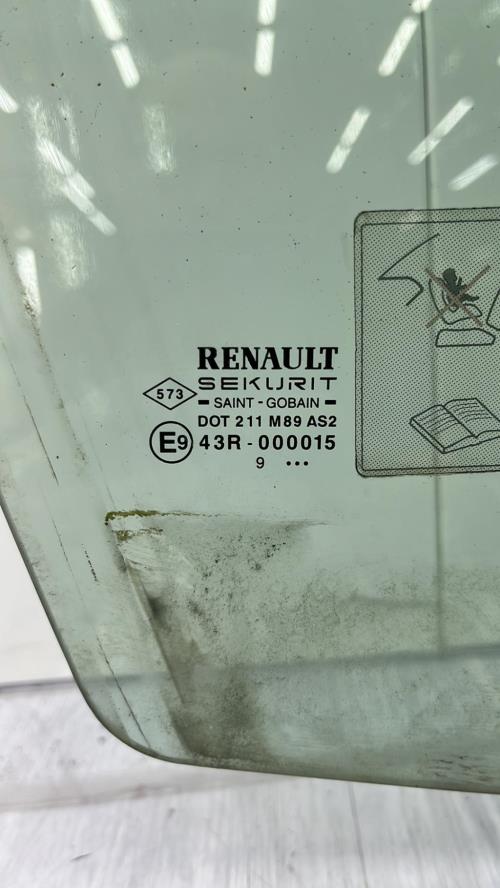 RENAULT
573
SEKURIT
SAINT - GOBAIN
DOT 211 M89 AS2
E9 43R - 000015
9 •••